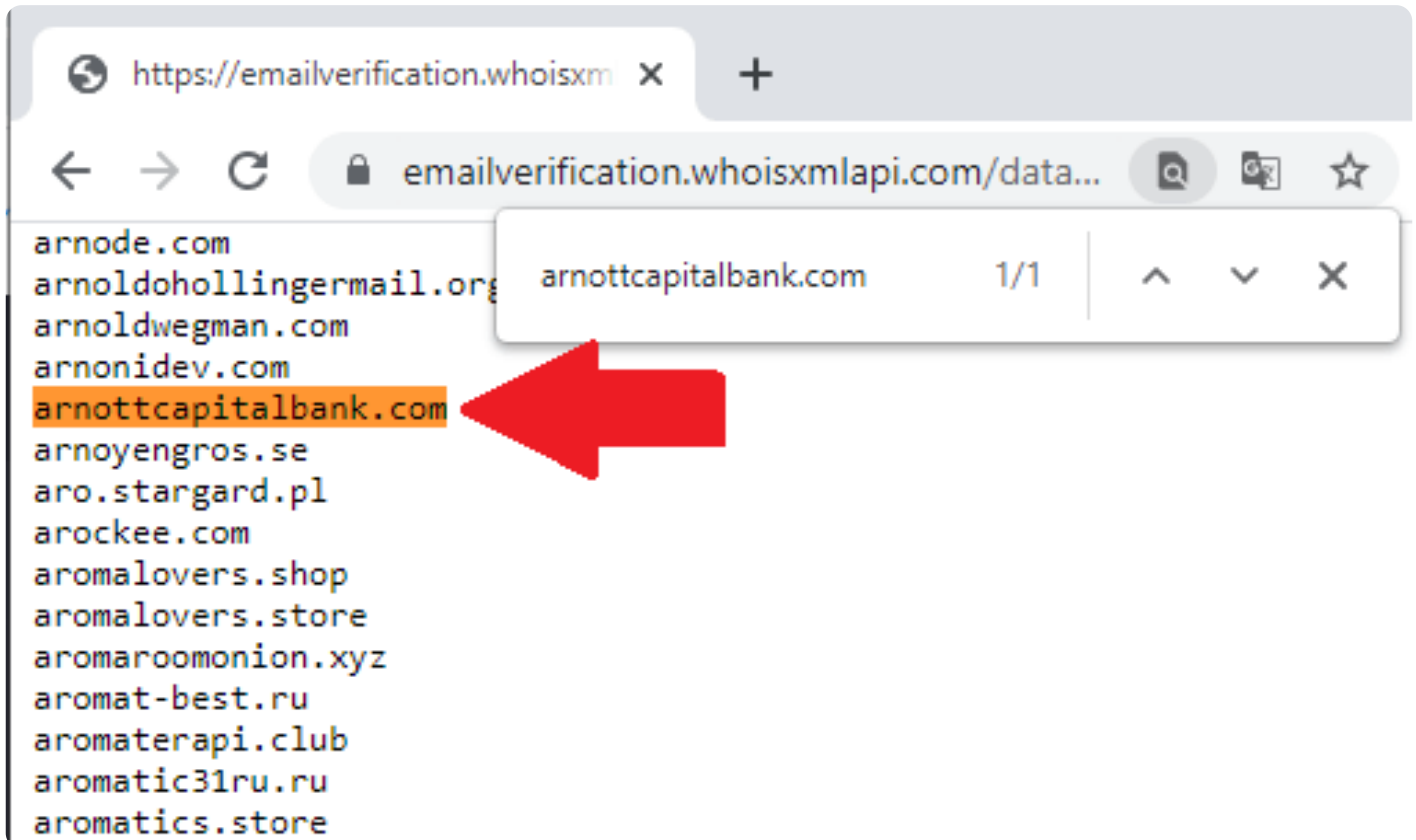 https://emailverification.whoisxm
emailverification.whoisxmlapi.com/data...
arnottcapitalbank.com 1/1
arnode.com
arnoldohollingermail.org
arnoldwegman.com
arnonidev.com
arnottcapitalbank.com
arnoyengros.se
aro.stargard.pl
arockee.com
aromalovers.shop
aromalovers.store
aromaroomonion.xyz
aromat-best.ru
aromaterapi.club
aromatic31ru.ru
aromatics.store